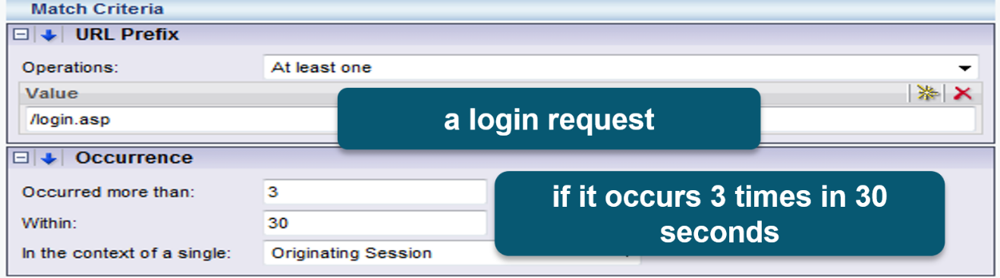 Match Criteria
URL Prefix
Operations: At least one
Value
/login.asp
a login request
Occurrence
Occurred more than: 3
Within: 30
In the context of a single: Originating Session
if it occurs 3 times in 30
seconds